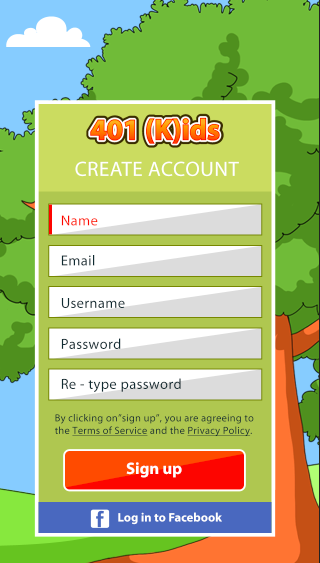 401 (K)ids
CREATE ACCOUNT
Name
Email
Username
Password
Re - type password
By clicking on"sign up", you are agreeing to
the Terms of Service and the Privacy Policy.
Sign up
f Log in to Facebook